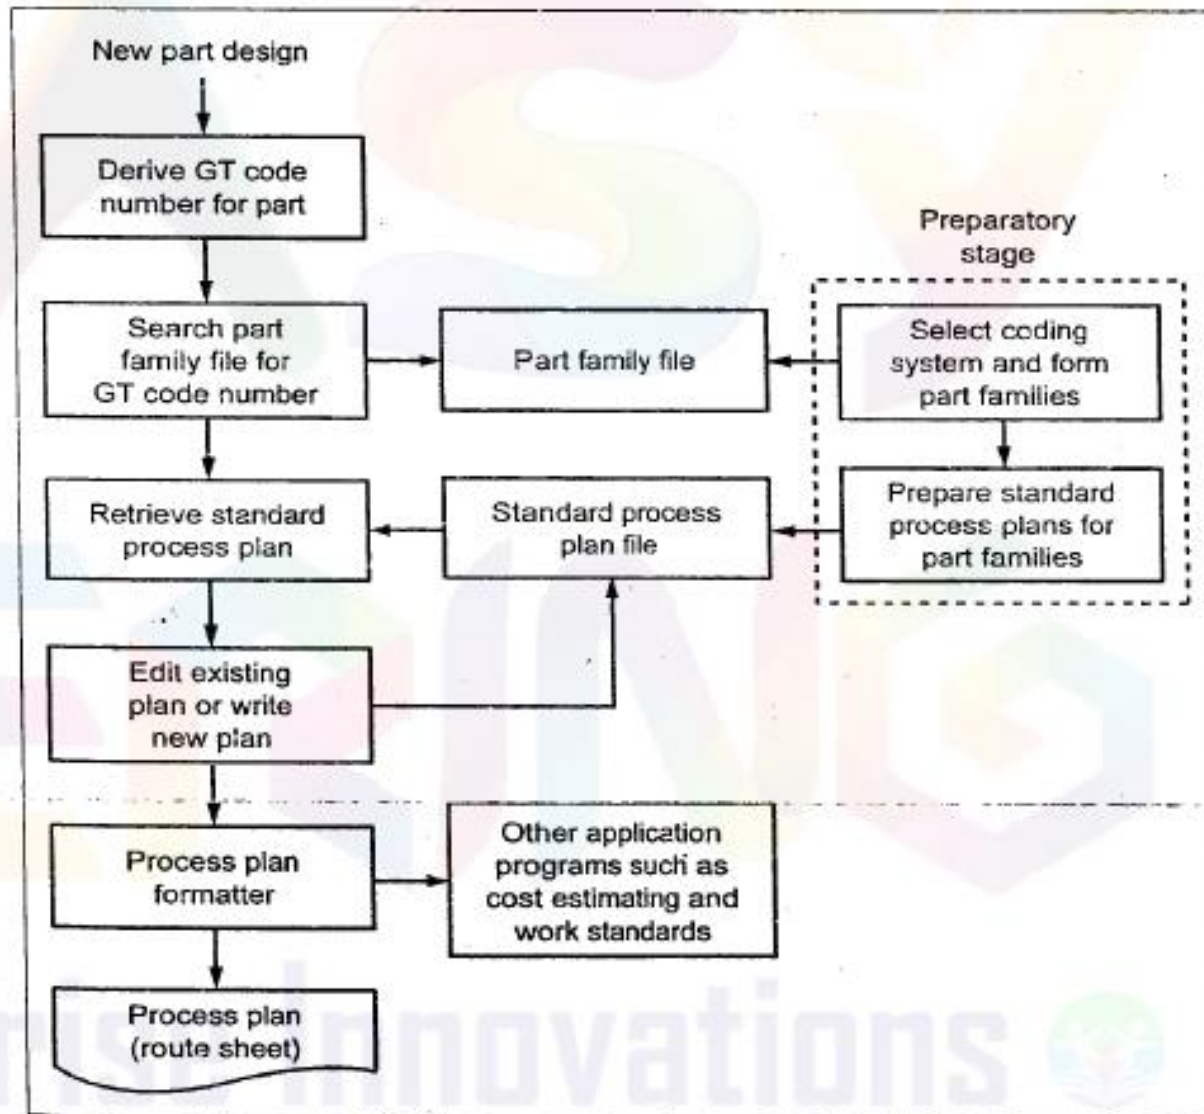 New part design
Derive GT code
number for part
Preparatory
stage
Search part
family file for
GT code number
Part family file
Select coding
system and form
part families
Retrieve standard
process plan
Standard process
plan file
Prepare standard
process plans for
part families
Edit existing
plan or write
new plan
Process plan
formatter
Other application
programs such as
cost estimating and
work standards
Process plan
(route sheet)
Innovations